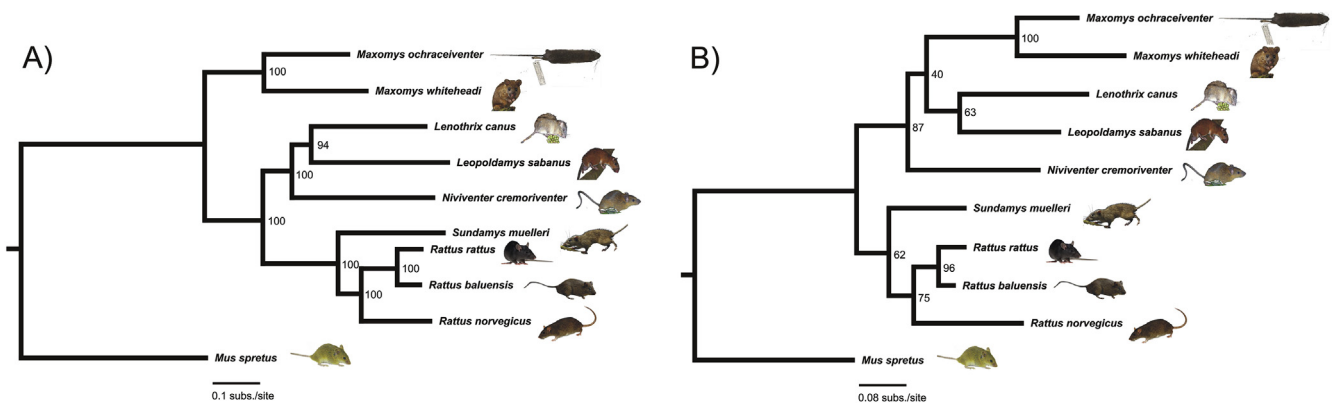 A)
Maxomys ochraceiventer
100
Maxomys whiteheadi
Lenothrix canus
94
Leopoldamys sabanus
100
Niviventer cremoriventer
100
Sundamys muelleri
Rattus rattus
100
100
Rattus baluensis
100
Rattus norvegicus
Mus spretus
0.1 subs./site
B)
Maxomys ochraceiventer
100
Maxomys whiteheadi
40
Lenothrix canus
63
87
Leopoldamys sabanus
Niviventer cremoriventer
Sundamys muelleri
Rattus rattus
62
96
Rattus baluensis
75
Rattus norvegicus
Mus spretus
0.08 subs./site